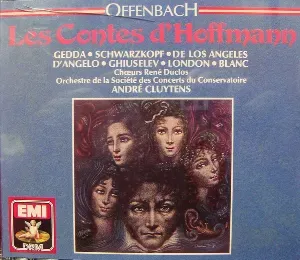 OFFENBACH
Les Contes d'Hoffmann
GEDDA • SCHWARZKOPF • DE LOS ANGELES
D'ANGELO • GHIUSELEV • LONDON • BLANC
Chœurs René Duclos
Orchestre de la Société des Concerts du Conservatoire
ANDRÉ CLUYTENS
EMI
DRM